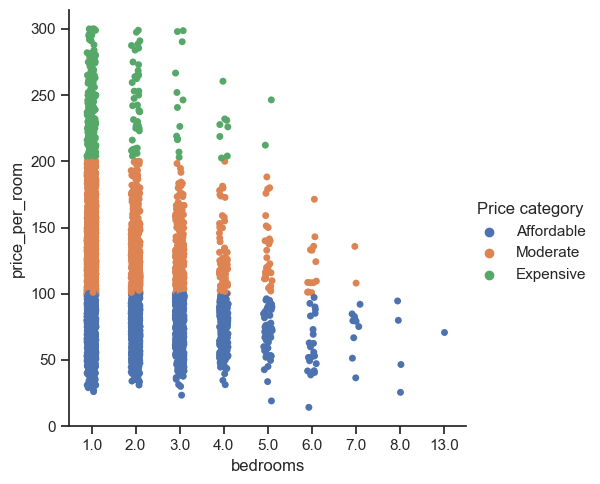 300
250
200
150
100
50
0
price_per_room
1.0 2.0 3.0 4.0 5.0 6.0 7.0 8.0 13.0
bedrooms
Price category
Affordable
Moderate
Expensive